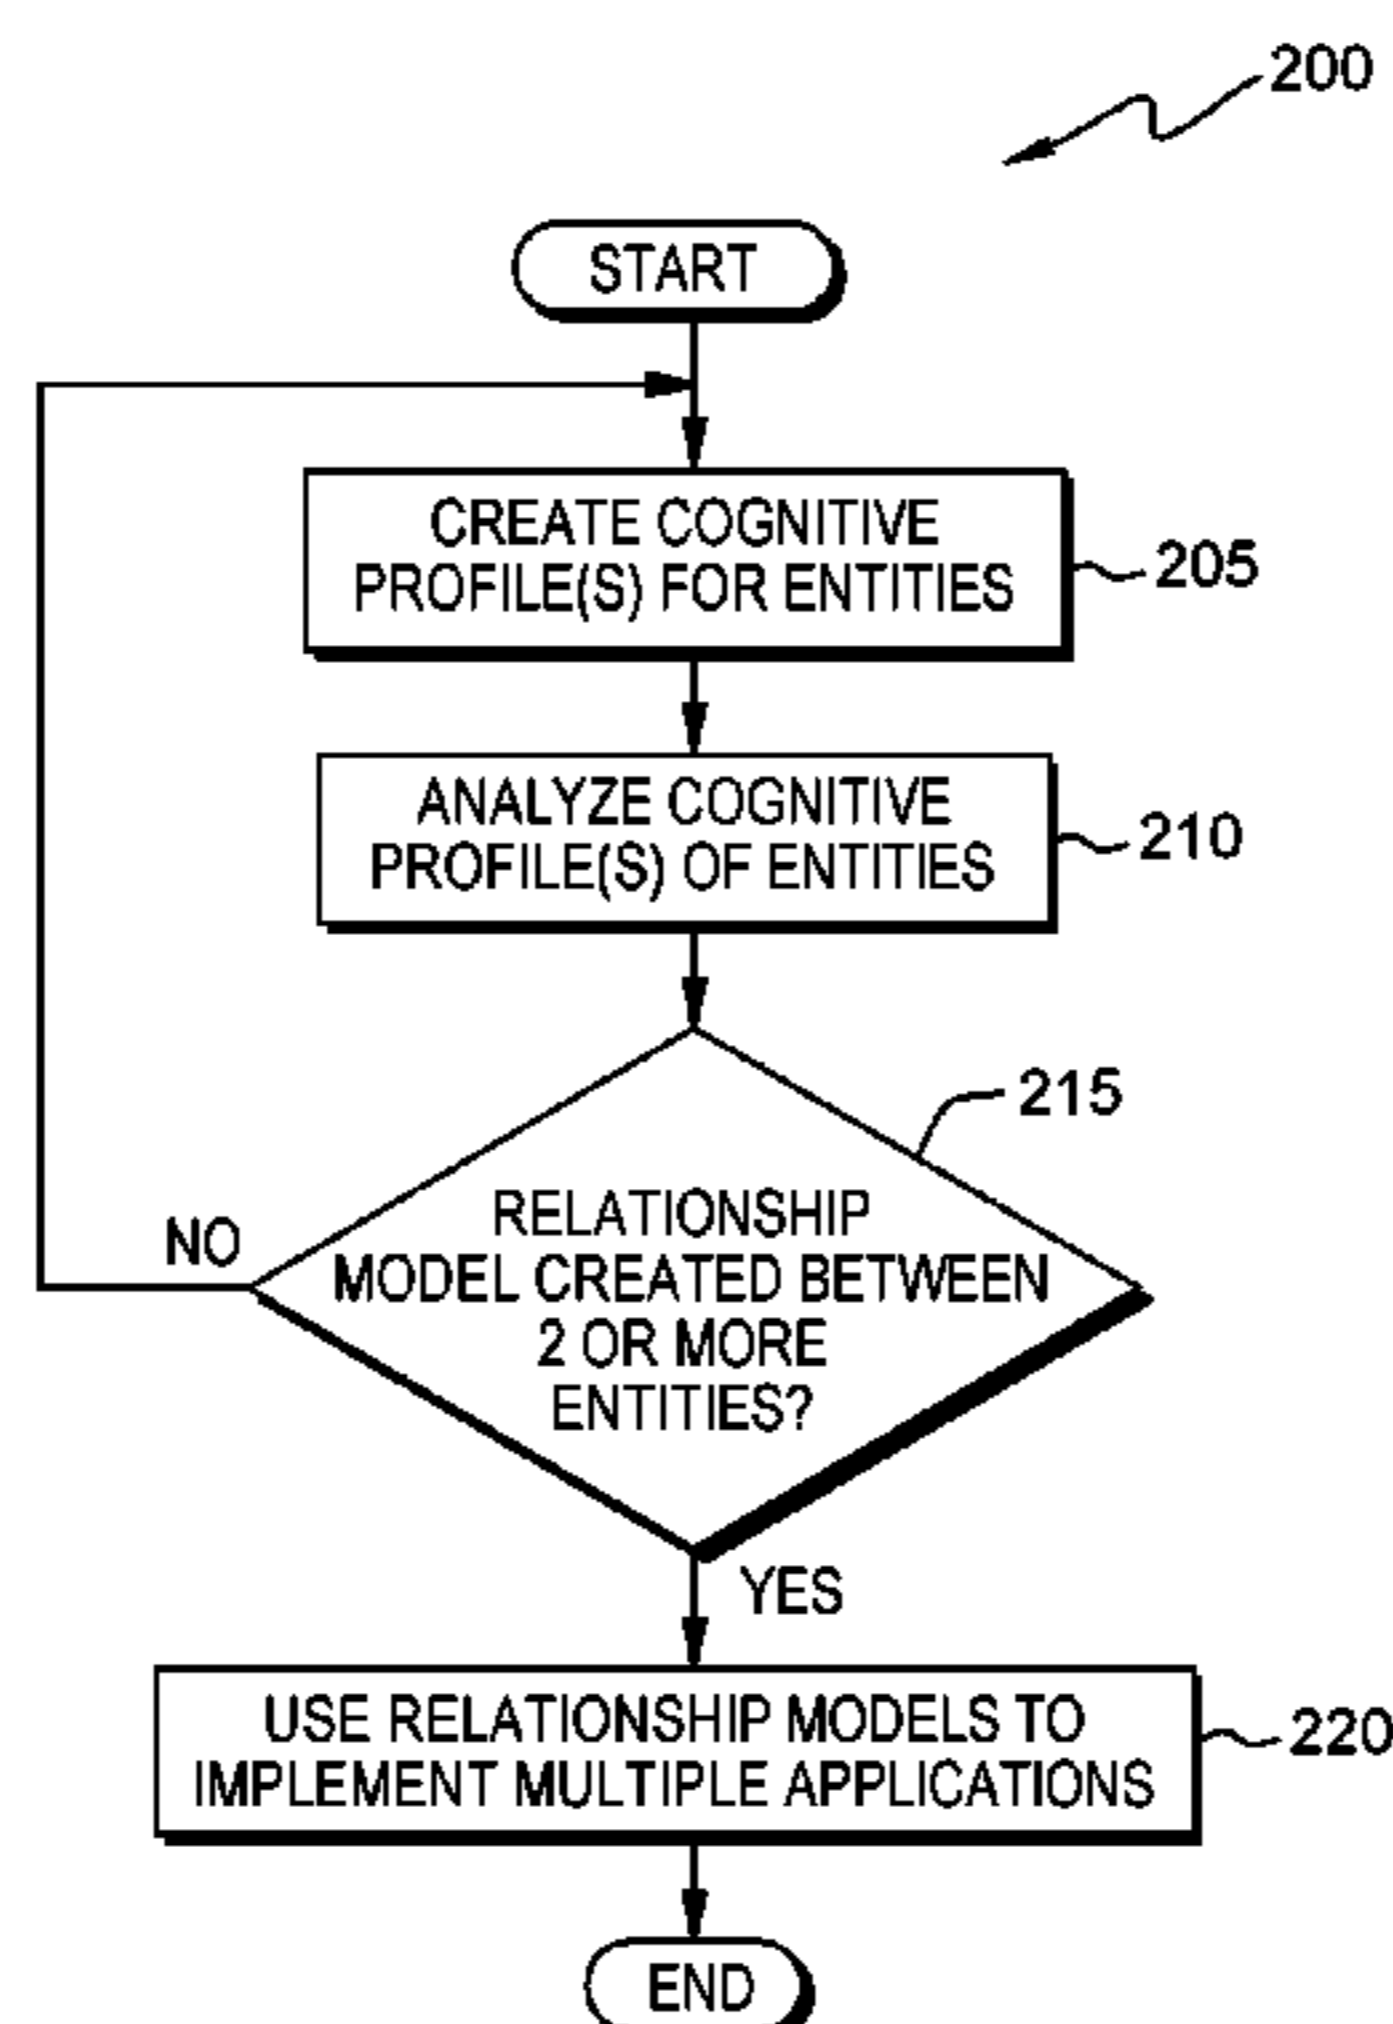 200
START
CREATE COGNITIVE
PROFILE(S) FOR ENTITIES
205
ANALYZE COGNITIVE
PROFILE(S) OF ENTITIES
210
215
RELATIONSHIP
MODEL CREATED BETWEEN
2 OR MORE
ENTITIES?
NO
YES
USE RELATIONSHIP MODELS TO
IMPLEMENT MULTIPLE APPLICATIONS
220
END